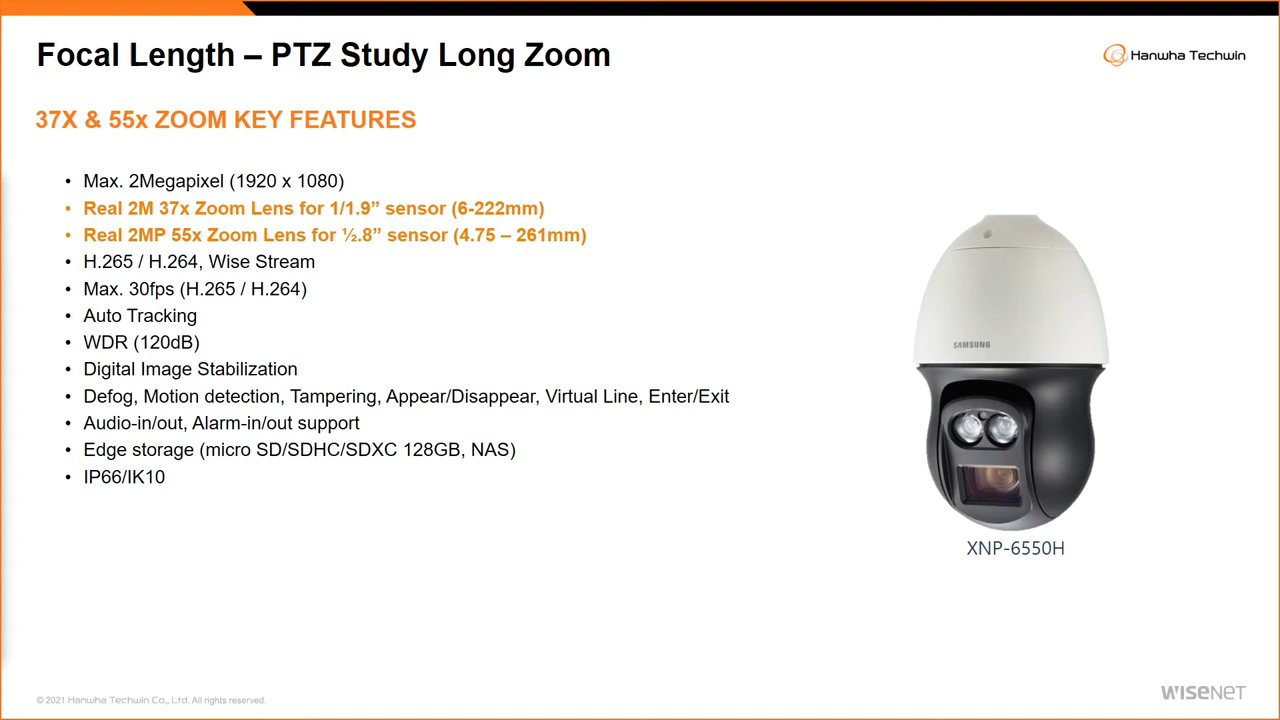 Focal Length – PTZ Study Long Zoom
Hanwha Techwin
37X & 55x ZOOM KEY FEATURES
• Max. 2Megapixel (1920 x 1080)
• Real 2M 37x Zoom Lens for 1/1.9” sensor (6-222mm)
• Real 2MP 55x Zoom Lens for ½.8” sensor (4.75 – 261mm)
• H.265 / H.264, Wise Stream
• Max. 30fps (H.265 / H.264)
• Auto Tracking
• WDR (120dB)
• Digital Image Stabilization
• Defog, Motion detection, Tampering, Appear/Disappear, Virtual Line, Enter/Exit
• Audio-in/out, Alarm-in/out support
• Edge storage (micro SD/SDHC/SDXC 128GB, NAS)
• IP66/IK10
SAMSUNG
XNP-6550H
© 2021 Hanwha Techwin Co., Ltd. All rights reserved.
WISENET